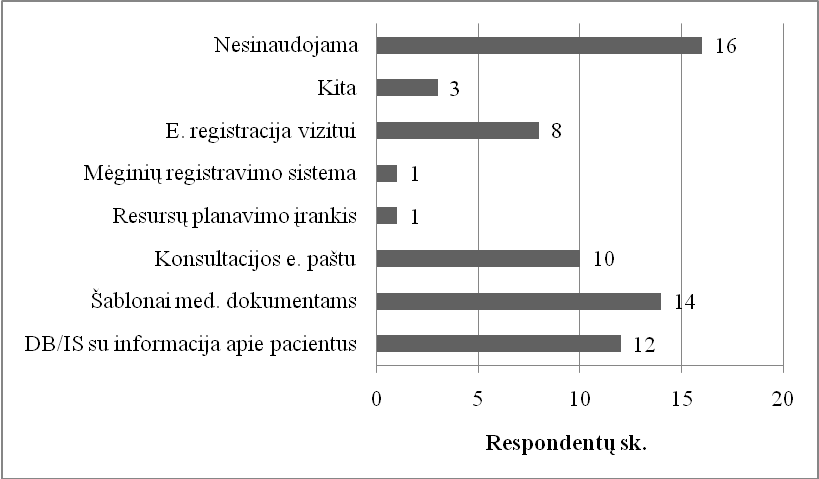 Nesinaudojama 16
Kita 3
E. registracija vizitui 8
Mėginių registravimo sistema 1
Resursų planavimo įrankis 1
Konsultacijos e. paštu 10
Šablonai med. dokumentams 14
DB/IS su informacija apie pacientus 12
0 5 10 15 20
Respondentų sk.